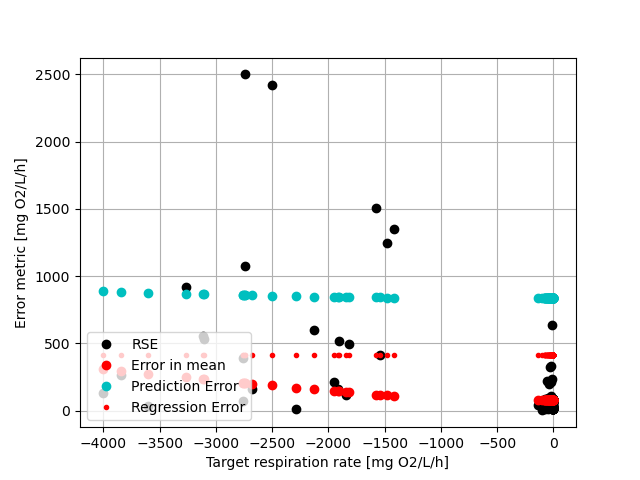 Error metric [mg O2/L/h]
2500
2000
1500
1000
500
0
RSE
Error in mean
Prediction Error
Regression Error
−4000 −3500 −3000 −2500 −2000 −1500 −1000 −500 0
Target respiration rate [mg O2/L/h]